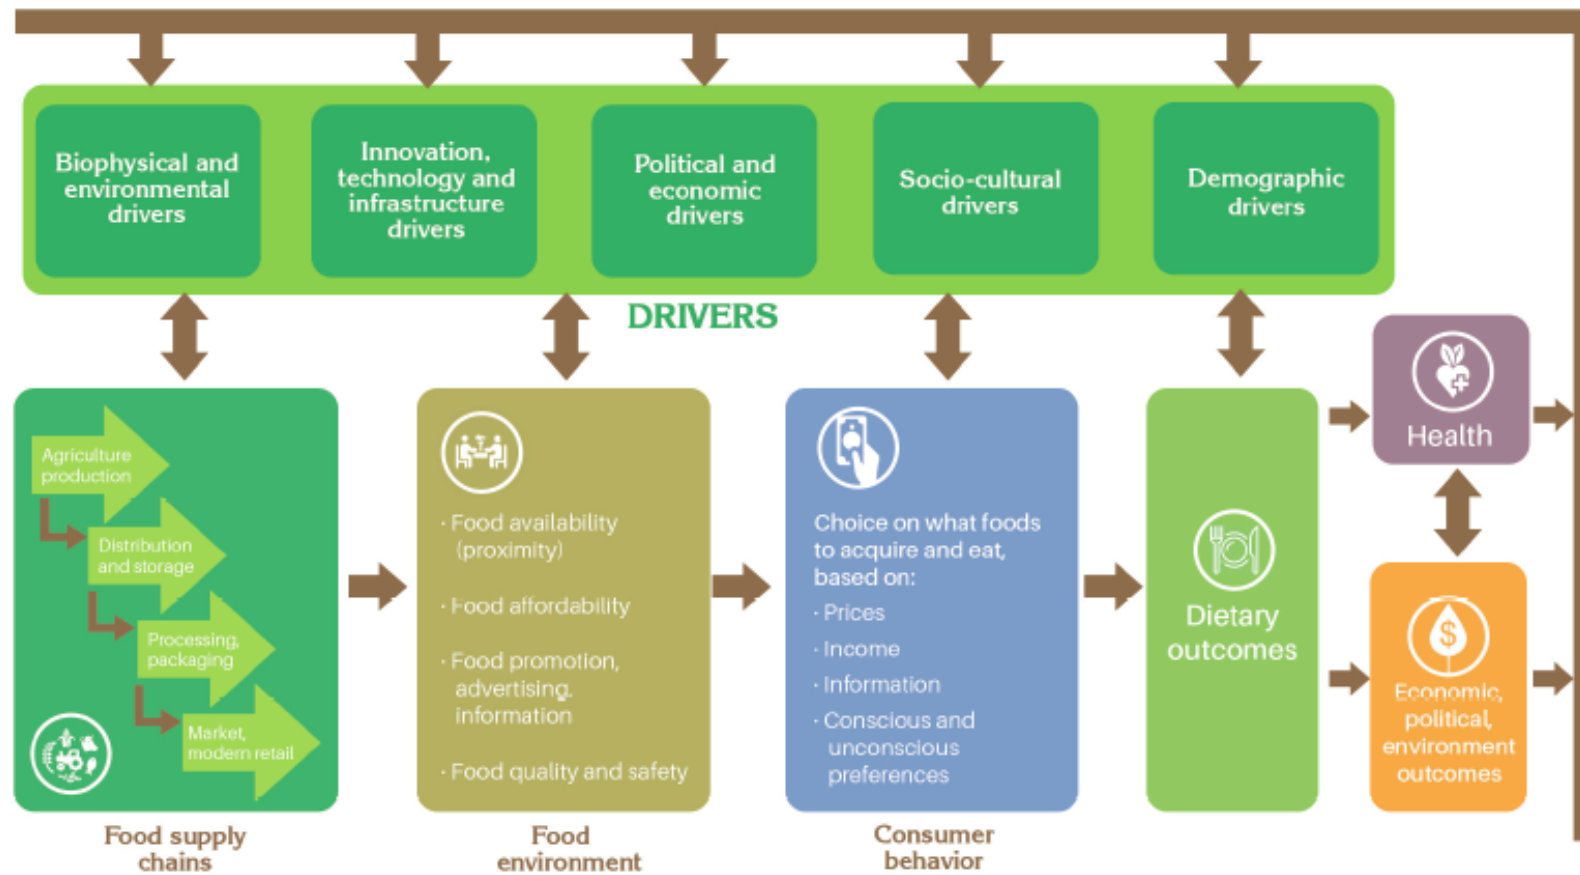 Biophysical and
environmental
drivers
Innovation,
technology and
infrastructure
drivers
Political and
economic
drivers
Socio-cultural
drivers
Demographic
drivers
DRIVERS
Agriculture
production
Distribution
and storage
Processing,
packaging
Market,
modern retail
Food supply
chains
· Food availability
(proximity)
· Food affordability
· Food promotion,
advertising,
information
· Food quality and safety
Food
environment
Choice on what foods
to acquire and eat,
based on:
· Prices
· Income
· Information
· Conscious and
unconscious
preferences
Consumer
behavior
Dietary
outcomes
Health
$
Economic,
political,
environment
outcomes